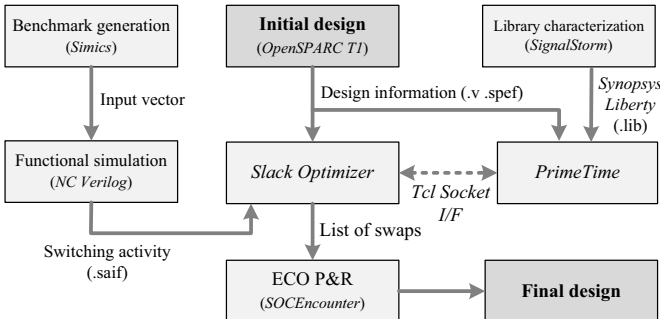 Benchmark generation
(Simics)
Initial design
(OpenSPARC T1)
Library characterization
(SignalStorm)
Input vector
Design information (.v .spef)
Synopsys
Liberty
(.lib)
Functional simulation
(NC Verilog)
Slack Optimizer
Tcl Socket
I/F
PrimeTime
Switching activity
(.saif)
List of swaps
ECO P&R
(SOCEncounter)
Final design